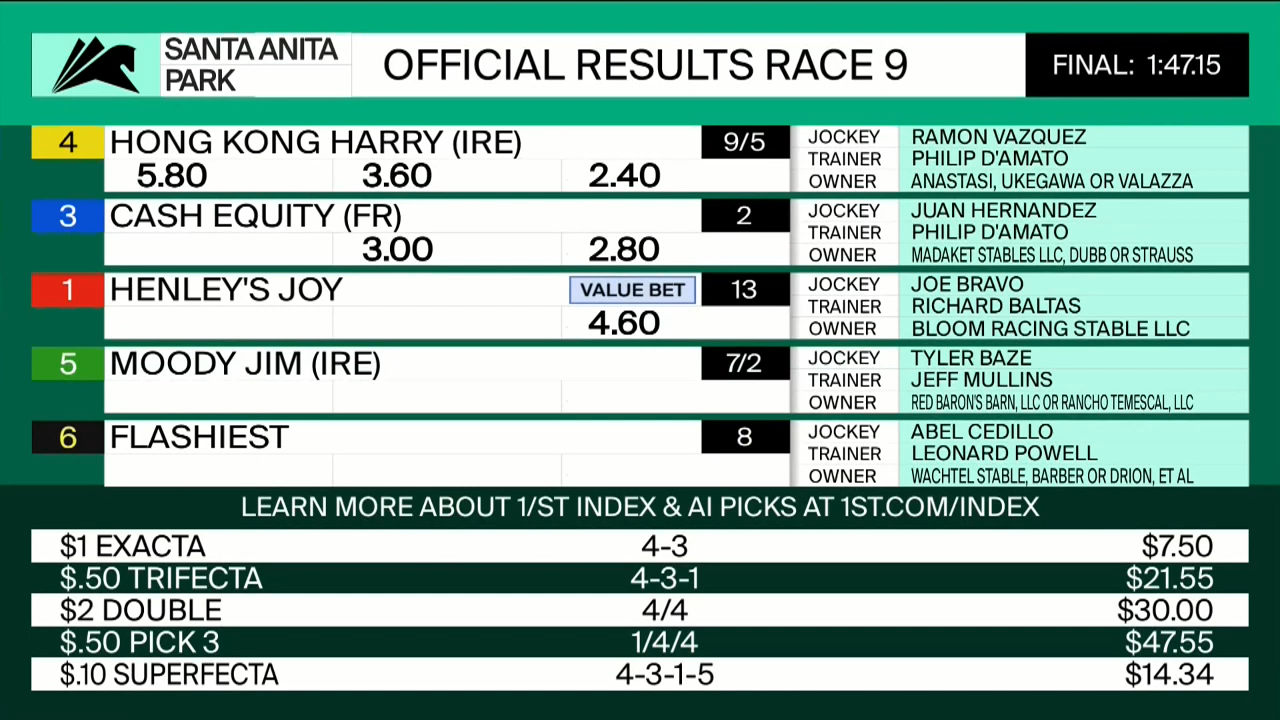 SANTA ANITA
PARK
OFFICIAL RESULTS RACE 9
FINAL: 1:47.15
4 HONG KONG HARRY (IRE) 9/5
5.80 3.60 2.40
JOCKEY RAMON VAZQUEZ
TRAINER PHILIP D'AMATO
OWNER ANASTASI, UKEGAWA OR VALAZZA
3 CASH EQUITY (FR) 2
3.00 2.80
JOCKEY JUAN HERNANDEZ
TRAINER PHILIP D'AMATO
OWNER MADAKET STABLES LLC, DUBB OR STRAUSS
1 HENLEY'S JOY VALUE BET 13
4.60
JOCKEY JOE BRAVO
TRAINER RICHARD BALTAS
OWNER BLOOM RACING STABLE LLC
5 MOODY JIM (IRE) 7/2
JOCKEY TYLER BAZE
TRAINER JEFF MULLINS
OWNER RED BARON'S BARN, LLC OR RANCHO TEMESCAL, LLC
6 FLASHIEST 8
JOCKEY ABEL CEDILLO
TRAINER LEONARD POWELL
OWNER WACHTEL STABLE, BARBER OR DRION, ET AL
LEARN MORE ABOUT 1/ST INDEX & AI PICKS AT 1ST.COM/INDEX
$1 EXACTA 4-3 $7.50
$.50 TRIFECTA 4-3-1 $21.55
$2 DOUBLE 4/4 $30.00
$.50 PICK 3 1/4/4 $47.55
$.10 SUPERFECTA 4-3-1-5 $14.34